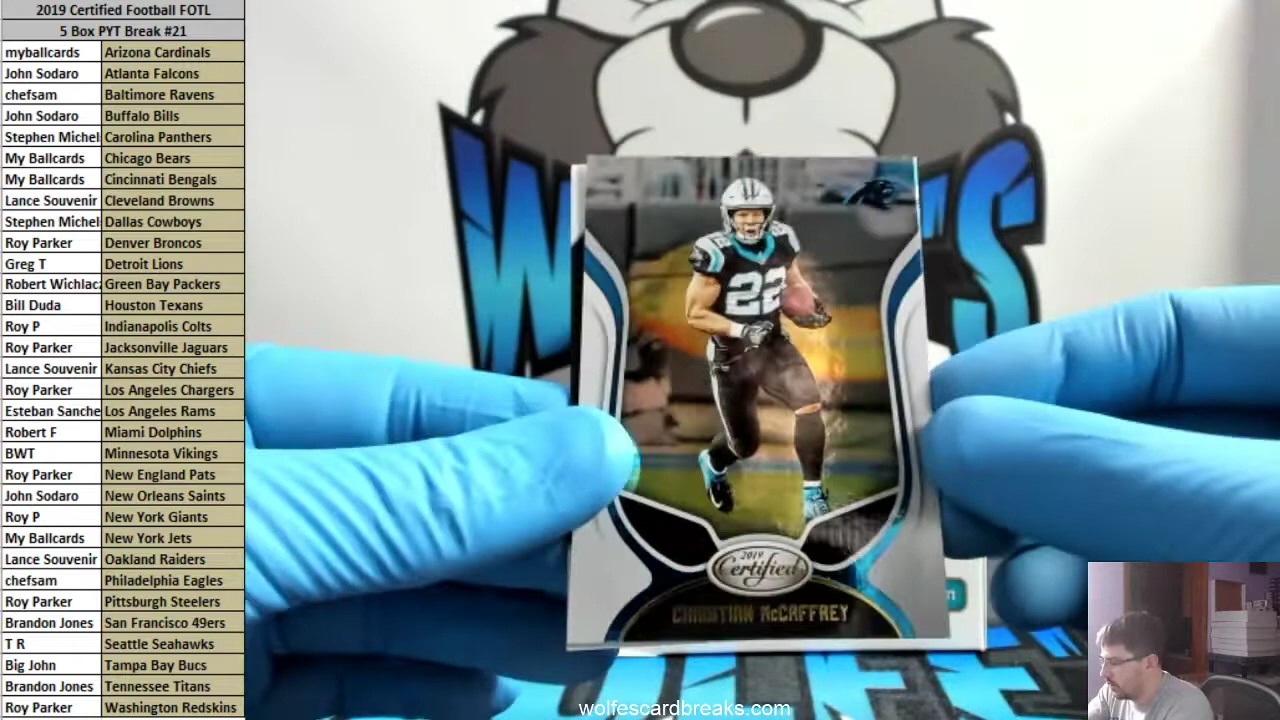 2019 Certified Football FOTL
5 Box PYT Break #21
myballcards Arizona Cardinals
John Sodaro Atlanta Falcons
chefsam Baltimore Ravens
John Sodaro Buffalo Bills
Stephen Michel Carolina Panthers
My Ballcards Chicago Bears
My Ballcards Cincinnati Bengals
Lance Souvenir Cleveland Browns
Stephen Michel Dallas Cowboys
Roy Parker Denver Broncos
Greg T Detroit Lions
Robert Wichlac Green Bay Packers
Bill Duda Houston Texans
Roy P Indianapolis Colts
Roy Parker Jacksonville Jaguars
Lance Souvenir Kansas City Chiefs
Roy Parker Los Angeles Chargers
Esteban Sanche Los Angeles Rams
Robert F Miami Dolphins
BWT Minnesota Vikings
Roy Parker New England Pats
John Sodaro New Orleans Saints
Roy P New York Giants
My Ballcards New York Jets
Lance Souvenir Oakland Raiders
chefsam Philadelphia Eagles
Roy Parker Pittsburgh Steelers
Brandon Jones San Francisco 49ers
T R Seattle Seahawks
Big John Tampa Bay Bucs
Brandon Jones Tennessee Titans
Roy Parker Washington Redskins
22
2019
Certified
CHRISTIAN McCAFFREY
wolfescardbreaks.com